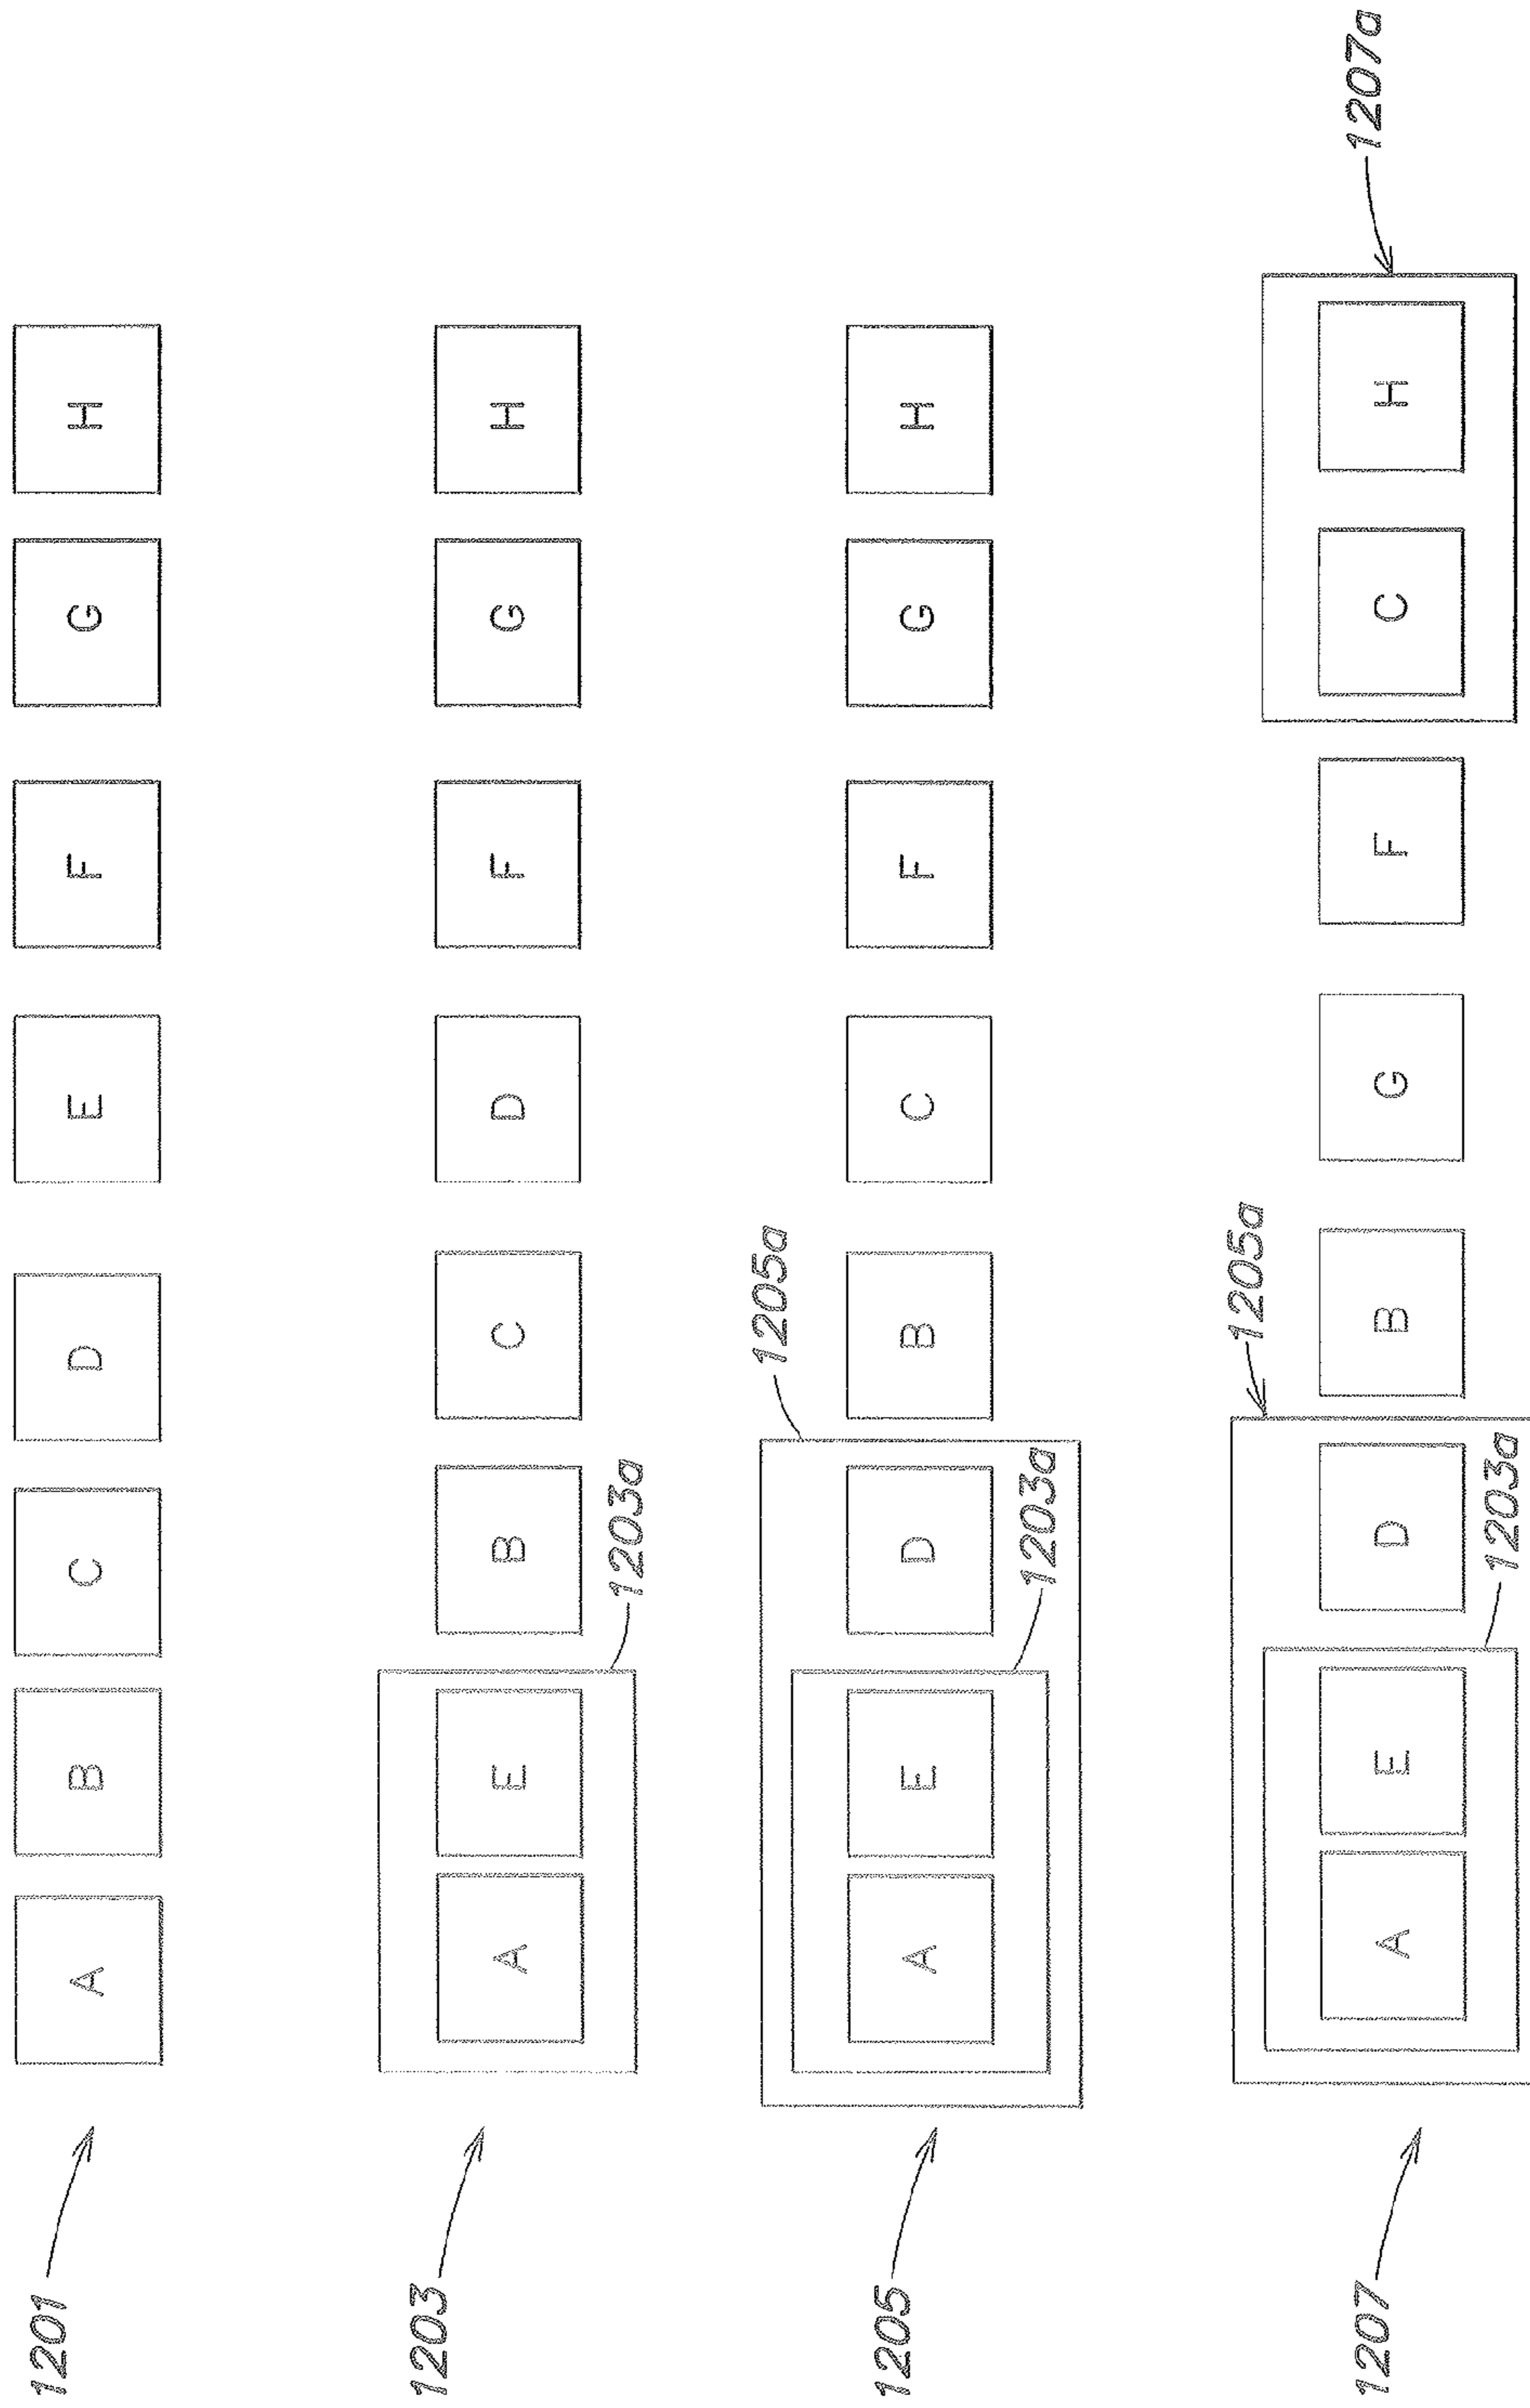 1201 A B C D E F G H
1203 A E B C D F G H
1203a
1205a
1205 A E D B C F G H
1203a
1205a
1207a
1207 A E D B G F C H
1203a